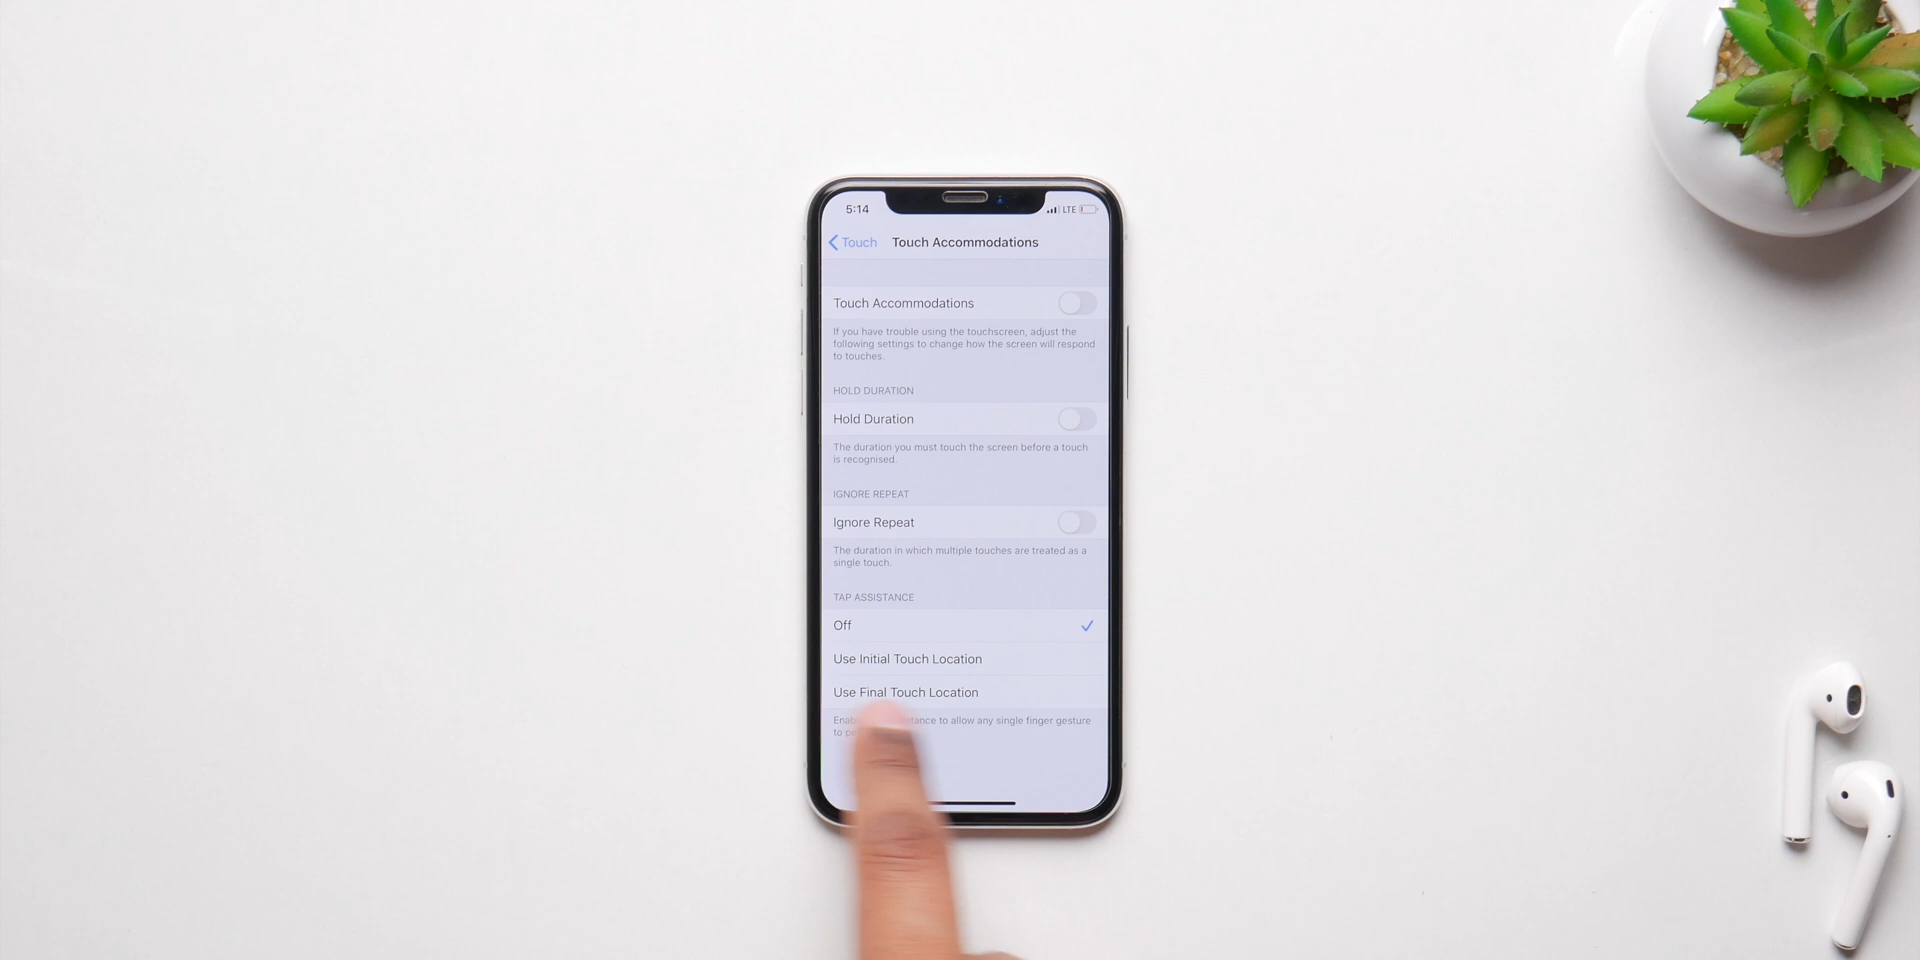 5:14
LTE
Touch
Touch Accommodations
Touch Accommodations
If you have trouble using the touchscreen, adjust the
following settings to change how the screen will respond
to touches.
HOLD DURATION
Hold Duration
The duration you must touch the screen before a touch
is recognised.
IGNORE REPEAT
Ignore Repeat
The duration in which multiple touches are treated as a
single touch.
TAP ASSISTANCE
Off
Use Initial Touch Location
Use Final Touch Location
to allow any single finger gesture
to